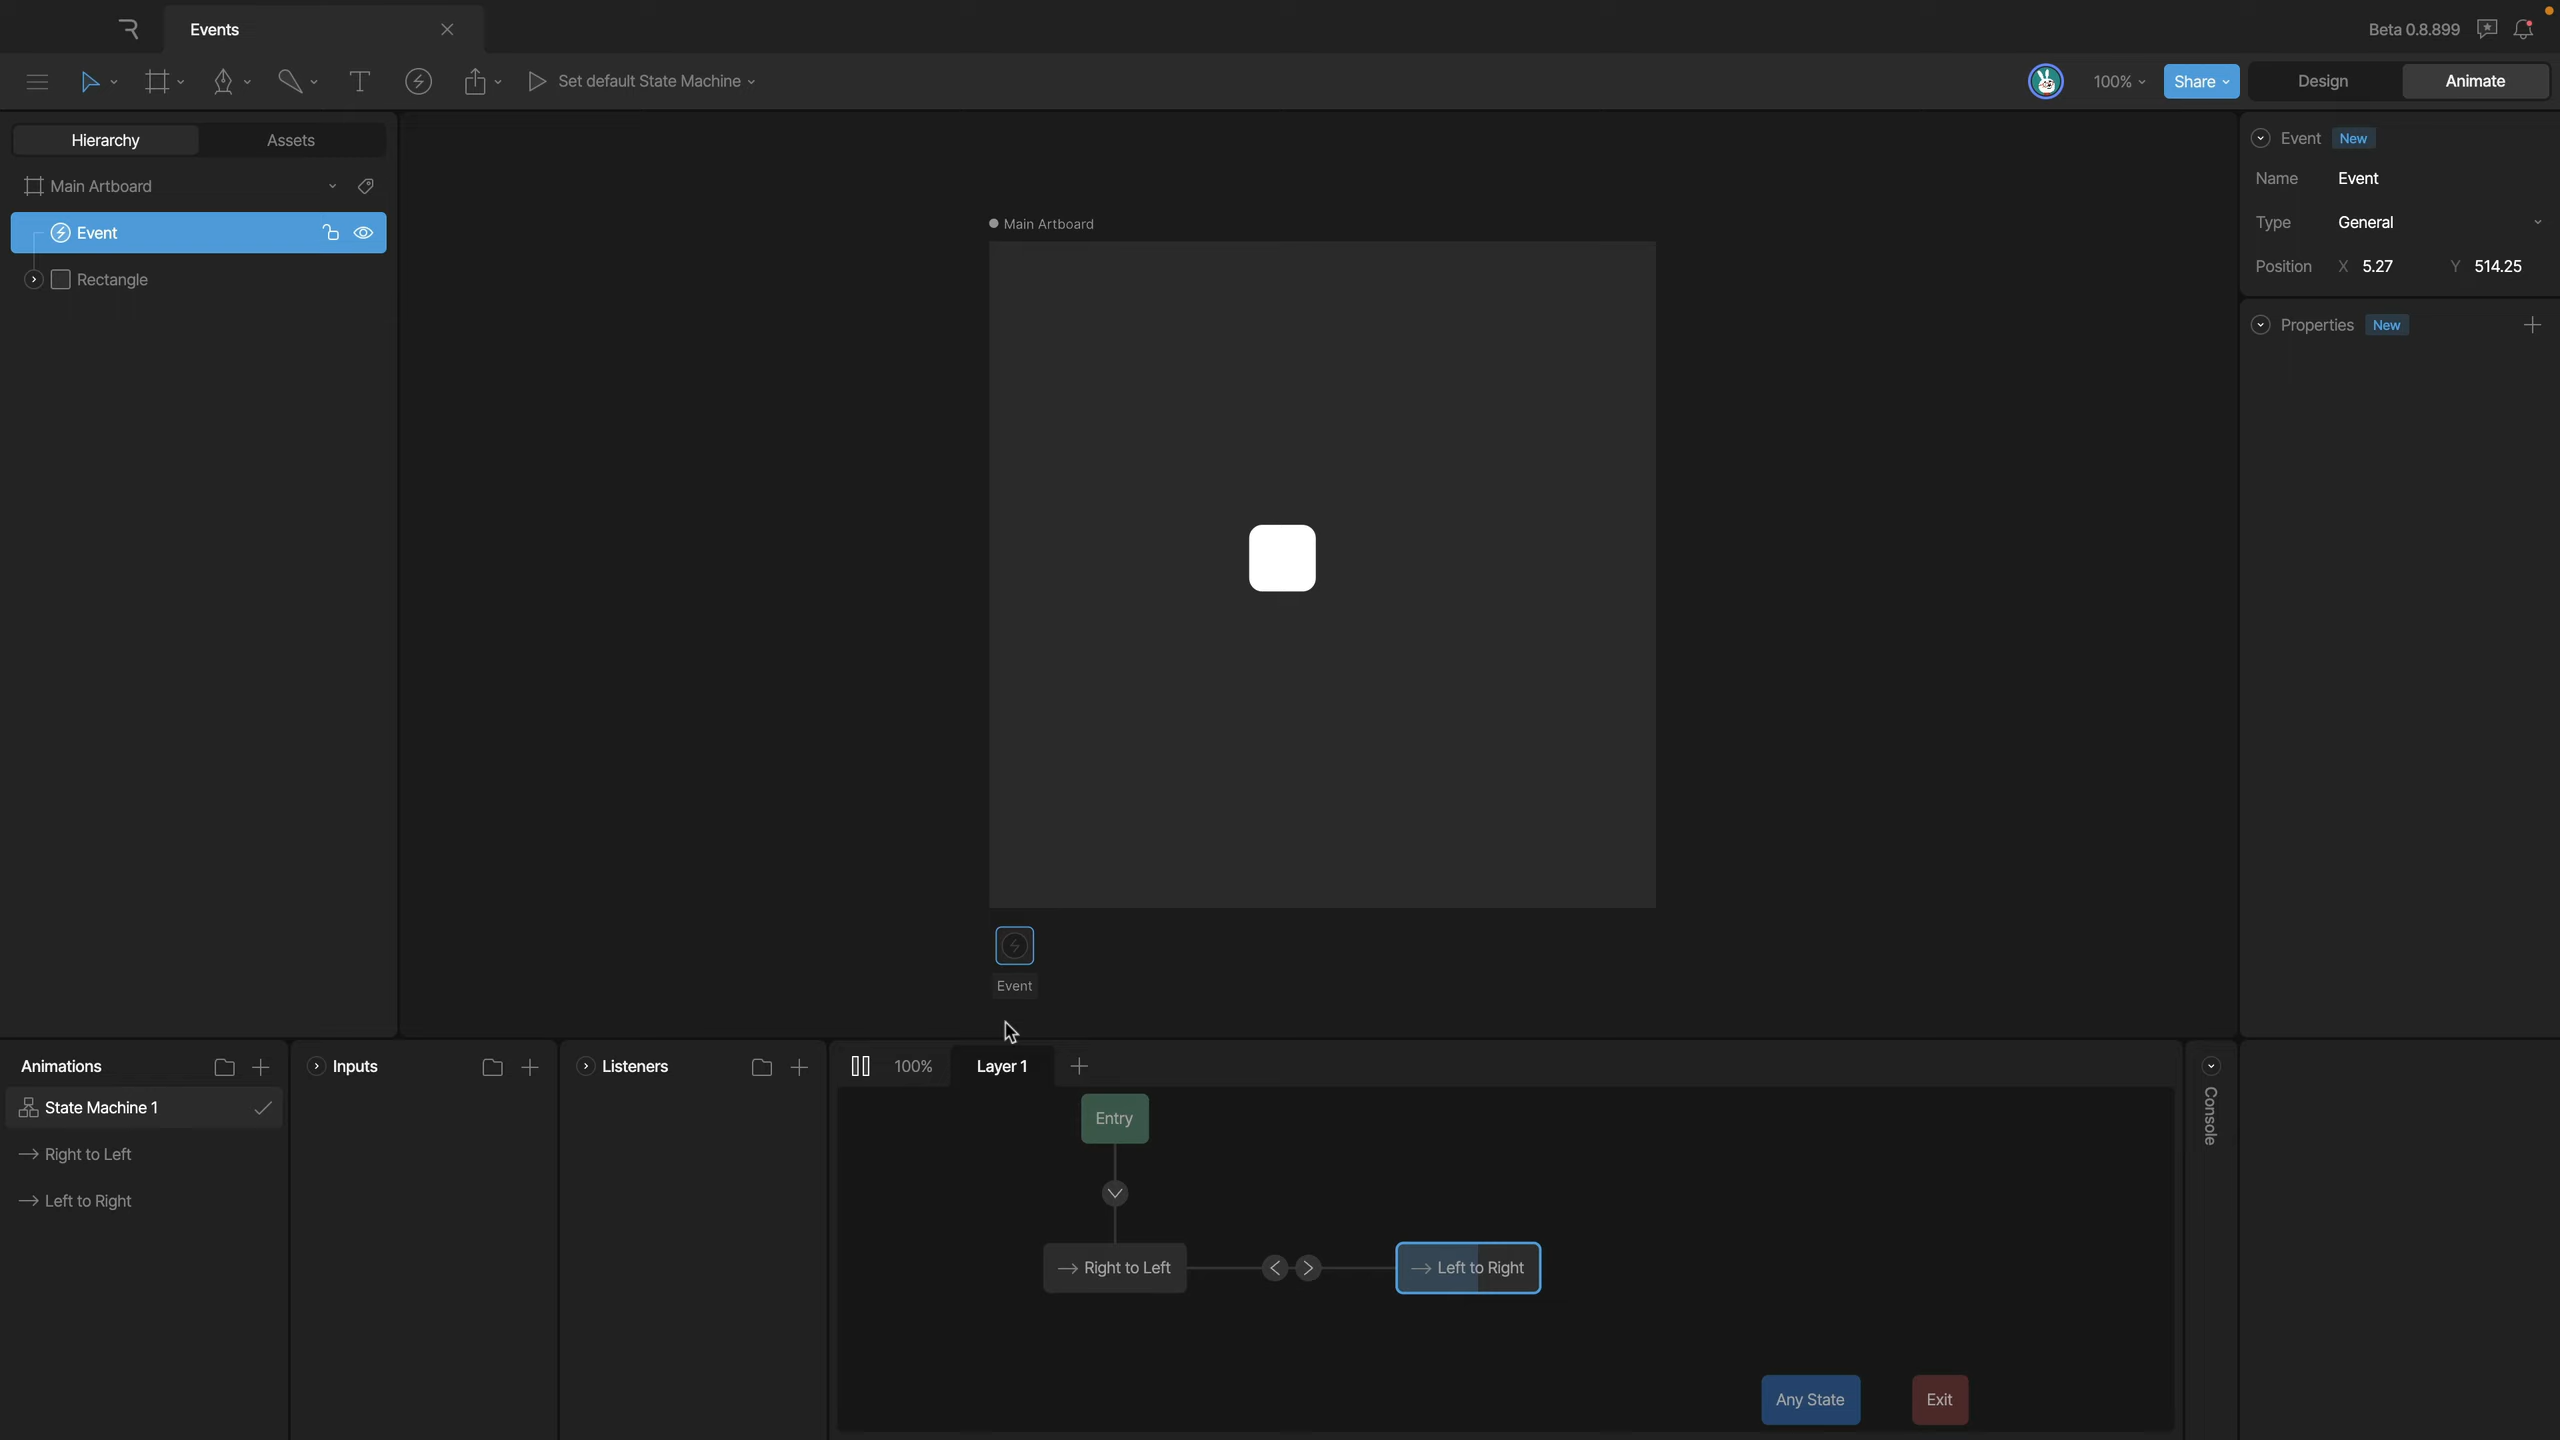 Events
Beta 0.8.899
Set default State Machine
100%
Share
Design
Animate
Hierarchy
Assets
Main Artboard
Event
Rectangle
Main Artboard
Event
Event New
Name Event
Type General
Position X 5.27 Y 514.25
Properties New
Animations
State Machine 1
Right to Left
Left to Right
Inputs
Listeners
100%
Layer 1
Entry
Right to Left
Left to Right
Any State
Exit
Console